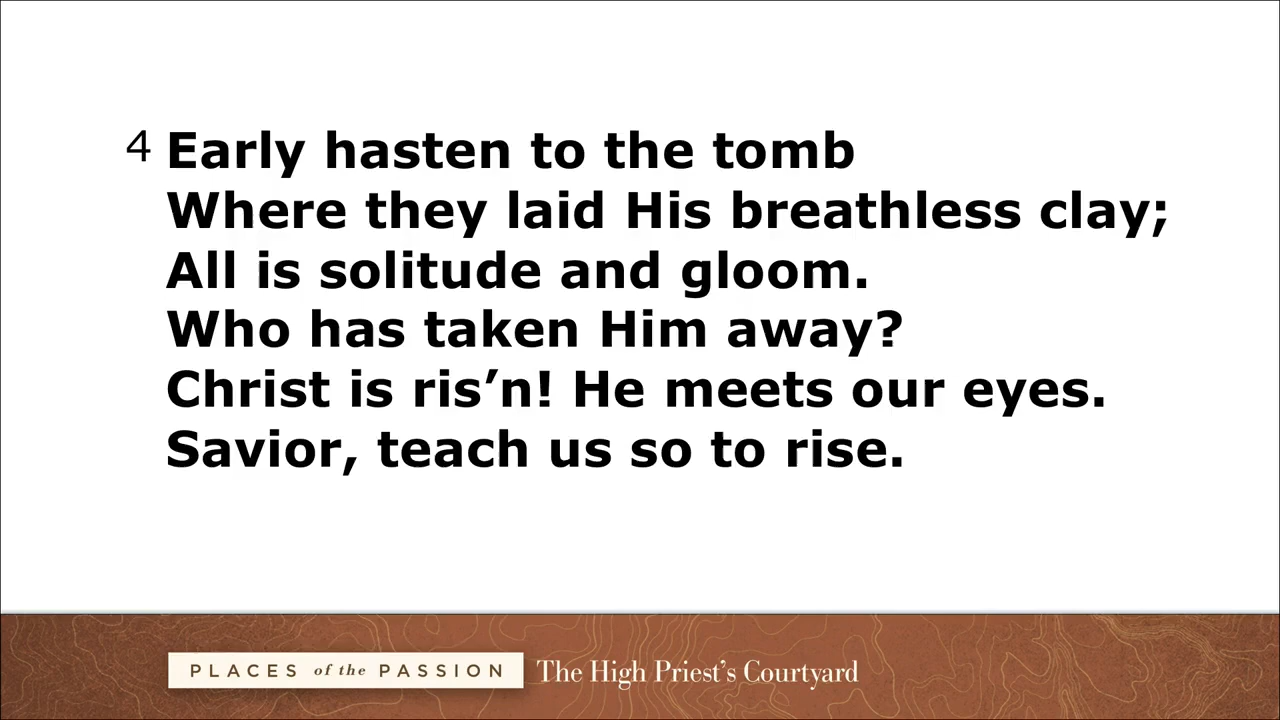 4 Early hasten to the tomb
Where they laid His breathless clay;
All is solitude and gloom.
Who has taken Him away?
Christ is ris’n! He meets our eyes.
Savior, teach us so to rise.
PLACES of the PASSION The High Priest’s Courtyard